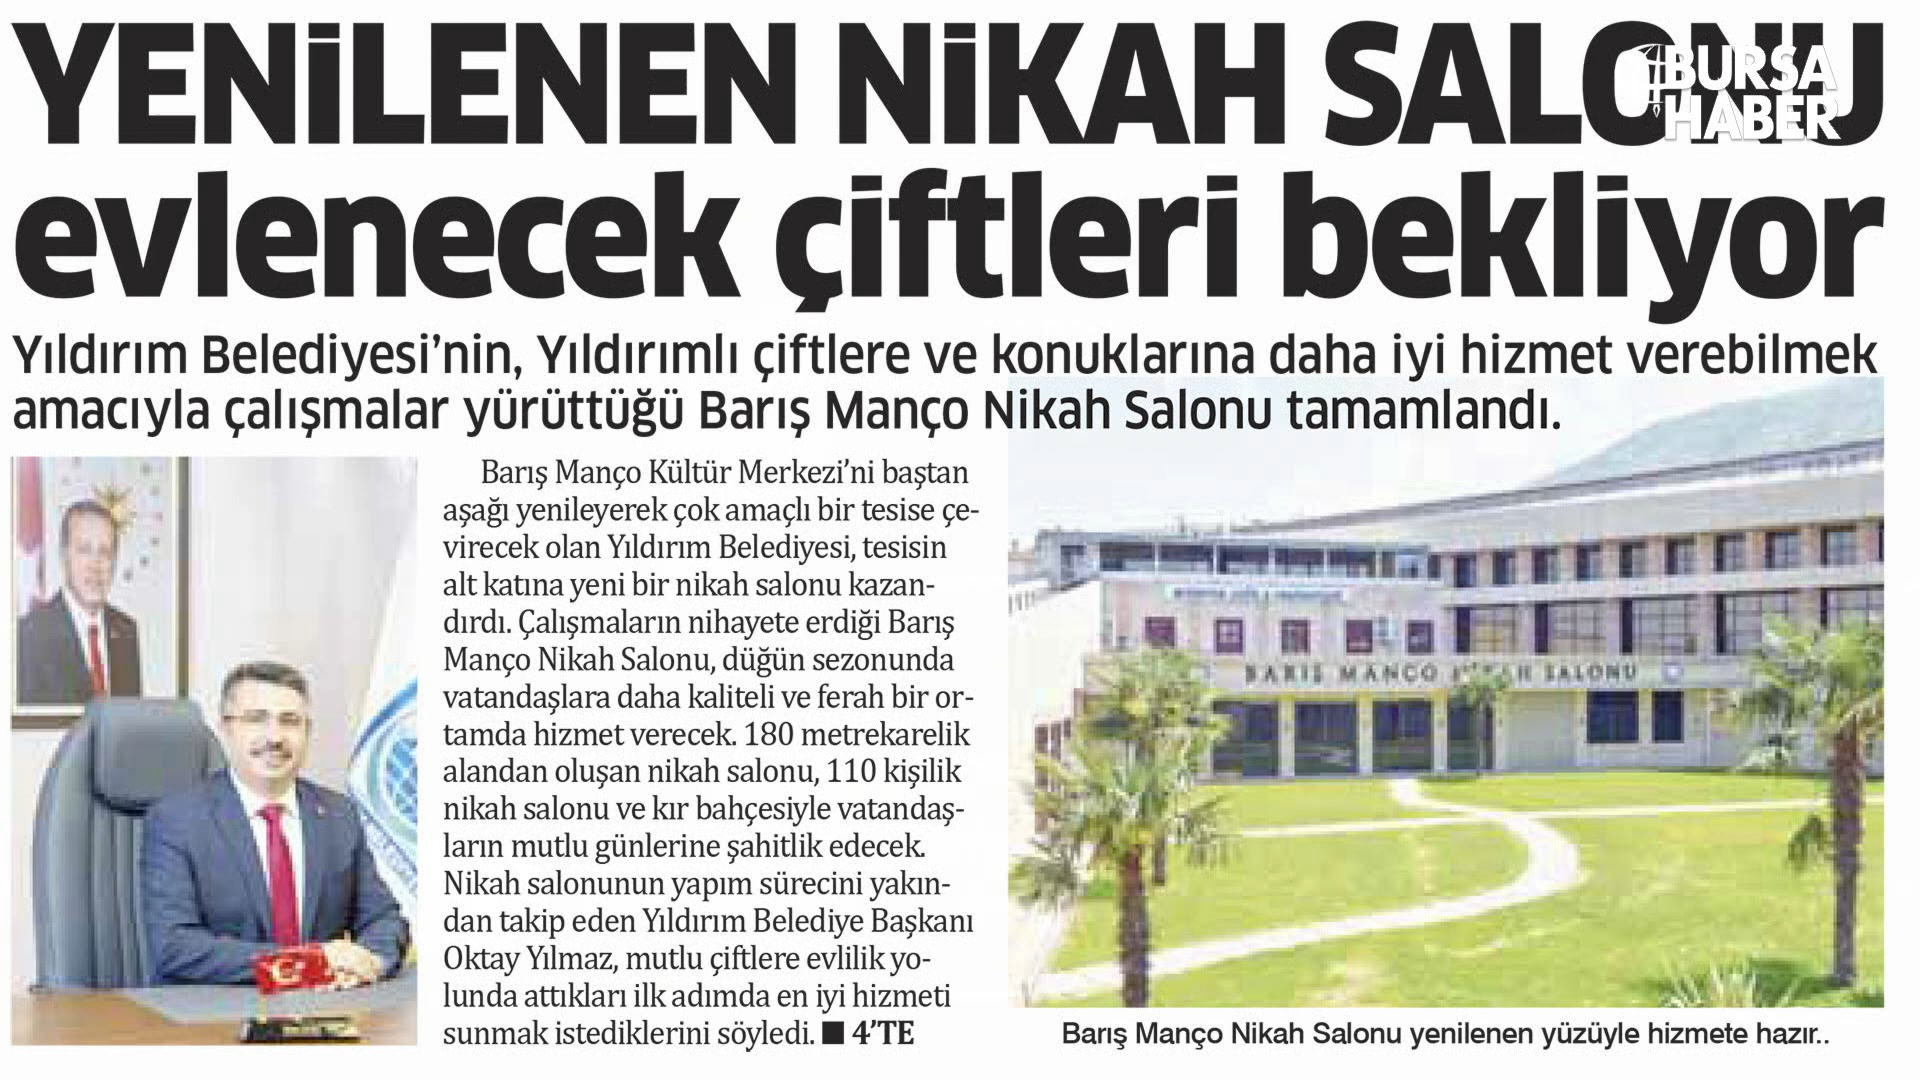 YENİLENEN NİKAH SALONU
BURSA
HABER
evlenecek çiftleri bekliyor
Yıldırım Belediyesi’nin, Yıldırımlı çiftlere ve konuklarına daha iyi hizmet verebilmek
amacıyla çalışmalar yürüttüğü Barış Manço Nikah Salonu tamamlandı.
Barış Manço Kültür Merkezi’ni baştan
aşağı yenileyerek çok amaçlı bir tesise çe-
virecek olan Yıldırım Belediyesi, tesisin
alt katına yeni bir nikah salonu kazan-
dırdı. Çalışmaların nihayete erdiği Barış
Manço Nikah Salonu, düğün sezonunda
vatandaşlara daha kaliteli ve ferah bir or-
tamda hizmet verecek. 180 metrekarelik
alandan oluşan nikah salonu, 110 kişilik
nikah salonu ve kır bahçesiyle vatandaş-
ların mutlu günlerine şahitlik edecek.
Nikah salonunun yapım sürecini yakın-
dan takip eden Yıldırım Belediye Başkanı
Oktay Yılmaz, mutlu çiftlere evlilik yo-
lunda attıkları ilk adımda en iyi hizmeti
sunmak istediklerini söyledi. ■ 4’TE
BARIŞ MANÇO NİKAH SALONU
Barış Manço Nikah Salonu yenilenen yüzüyle hizmete hazır..